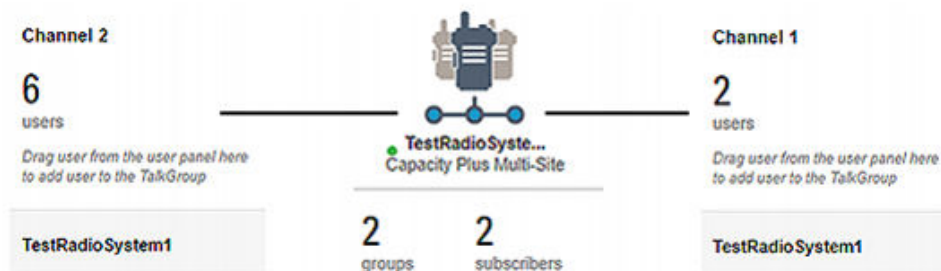 Channel 2
6
users
Drag user from the user panel here
to add user to the TalkGroup
TestRadioSystem1
TestRadioSyste...
Capacity Plus Multi-Site
2
groups
2
subscribers
Channel 1
2
users
Drag user from the user panel here
to add user to the TalkGroup
TestRadioSystem1